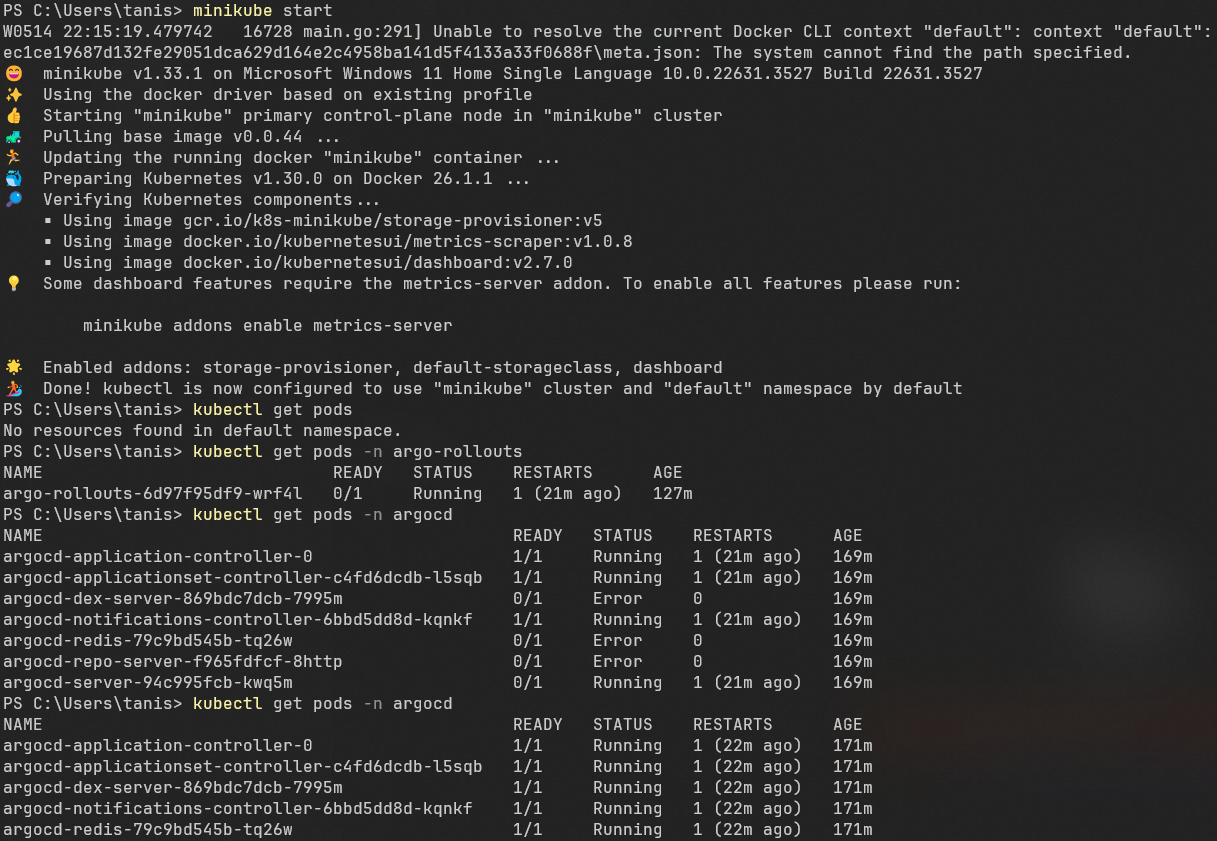 PS C:\Users\tanis> minikube start
W0514 22:15:19.479742   16728 main.go:291] Unable to resolve the current Docker CLI context "default": context "default":
ec1ce19687d132fe29051dca629d164e2c4958ba141d5f4133a33f0688f\meta.json: The system cannot find the path specified.
😄  minikube v1.33.1 on Microsoft Windows 11 Home Single Language 10.0.22631.3527 Build 22631.3527
✨  Using the docker driver based on existing profile
👍  Starting "minikube" primary control-plane node in "minikube" cluster
🚜  Pulling base image v0.0.44 ...
🏃  Updating the running docker "minikube" container ...
🐳  Preparing Kubernetes v1.30.0 on Docker 26.1.1 ...
🔎  Verifying Kubernetes components...
    ▪ Using image gcr.io/k8s-minikube/storage-provisioner:v5
    ▪ Using image docker.io/kubernetesui/metrics-scraper:v1.0.8
    ▪ Using image docker.io/kubernetesui/dashboard:v2.7.0
💡  Some dashboard features require the metrics-server addon. To enable all features please run:
        minikube addons enable metrics-server
🌟  Enabled addons: storage-provisioner, default-storageclass, dashboard
🏄  Done! kubectl is now configured to use "minikube" cluster and "default" namespace by default
PS C:\Users\tanis> kubectl get pods
No resources found in default namespace.
PS C:\Users\tanis> kubectl get pods -n argo-rollouts
NAME                             READY   STATUS    RESTARTS      AGE
argo-rollouts-6d97f95df9-wrf4l   0/1     Running   1 (21m ago)   127m
PS C:\Users\tanis> kubectl get pods -n argocd
NAME                                               READY   STATUS    RESTARTS      AGE
argocd-application-controller-0                    1/1     Running   1 (21m ago)   169m
argocd-applicationset-controller-c4fd6dcdb-l5sqb   1/1     Running   1 (21m ago)   169m
argocd-dex-server-869bdc7dcb-7995m                 0/1     Error     0             169m
argocd-notifications-controller-6bbd5dd8d-kqnkf    1/1     Running   1 (21m ago)   169m
argocd-redis-79c9bd545b-tq26w                      0/1     Error     0             169m
argocd-repo-server-f965fdfcf-8http                 0/1     Error     0             169m
argocd-server-94c995fcb-kwq5m                      0/1     Running   1 (21m ago)   169m
PS C:\Users\tanis> kubectl get pods -n argocd
NAME                                               READY   STATUS    RESTARTS      AGE
argocd-application-controller-0                    1/1     Running   1 (22m ago)   171m
argocd-applicationset-controller-c4fd6dcdb-l5sqb   1/1     Running   1 (22m ago)   171m
argocd-dex-server-869bdc7dcb-7995m                 1/1     Running   1 (22m ago)   171m
argocd-notifications-controller-6bbd5dd8d-kqnkf    1/1     Running   1 (22m ago)   171m
argocd-redis-79c9bd545b-tq26w                      1/1     Running   1 (22m ago)   171m